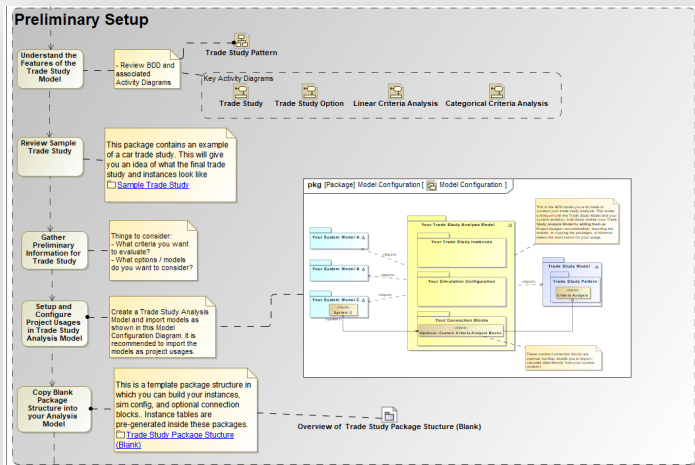 Preliminary Setup
Understand the
Features of the
Trade Study
Model
- Review BDD and
associated
Activity Diagrams
Trade Study Pattern
Key Activity Diagrams
Trade Study
Trade Study Option
Linear Criteria Analysis
Categorical Criteria Analysis
Review Sample
Trade Study
This package contains an example
of a car trade study. This will give
you an idea of what the final trade
study and instances look like
Sample Trade Study
Gather
Preliminary
Information for
Trade Study
Things to consider:
- What criteria you want
to evaluate?
- What options / models
do you want to consider?
Setup and
Configure
Project Usages
in Trade Study
Analysis Model
Create a Trade Study Analysis
Model and import models as
shown in this Model
Configuration Diagram. It is
recommended to import the
models as project usages.
pkg [Package] Model Configuration [ Model Configuration ]
Your Trade Study Analysis Model
Your Trade Study Instances
Your System Model A
Your System Model B
Your System Model C
System C
Your Simulation Configuration
Trade Study Model
Trade Study Pattern
Criteria Analysis
Your Connection Blocks
Optional -Custom Criteria Analysis Blocks
Copy Blank
Package
Structure into
your Analysis
Model
This is a template package structure in
which you can build your instances,
sim config, and optional connection
blocks.. Instance tables are
pre-generated inside these packages.
Trade Study Package Stucture
(Blank)
Overview of Trade Study Package Stucture (Blank)